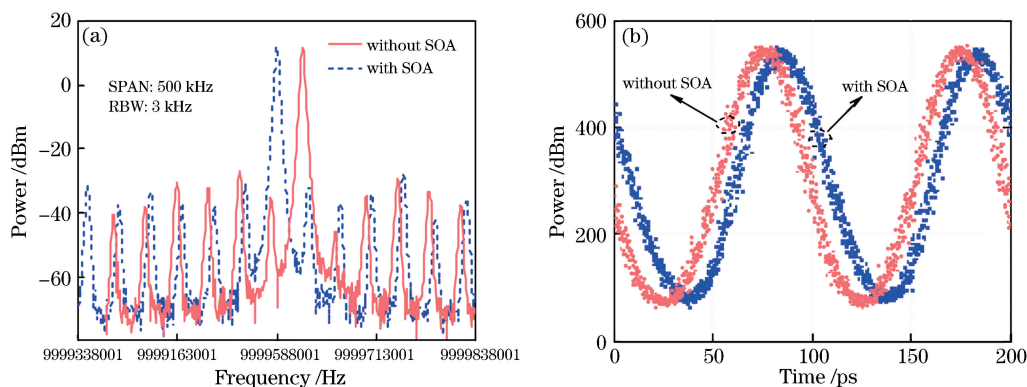 (a)
20
0
−20
−40
−60
Power /dBm
SPAN: 500 kHz
RBW: 3 kHz
without SOA
with SOA
9999338001 9999163001 9999588001 9999713001 99999838001
Frequency /Hz
(b)
600
400
200
0
Power /dBm
without SOA
with SOA
0 50 100 150 200
Time /ps